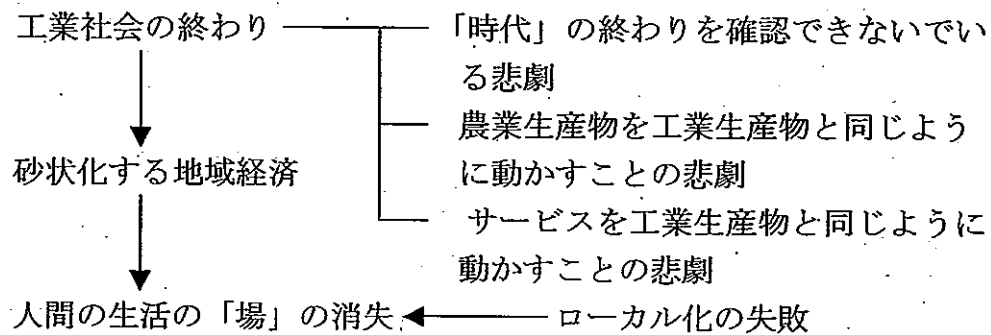 工業社会の終わり
「時代」の終わりを確認できないでい
る悲劇
農業生産物を工業生産物と同じよう
に動かすことの悲劇
砂状化する地域経済
サービスを工業生産物と同じように
動かすことの悲劇
人間の生活の「場」の消失
ローカル化の失敗